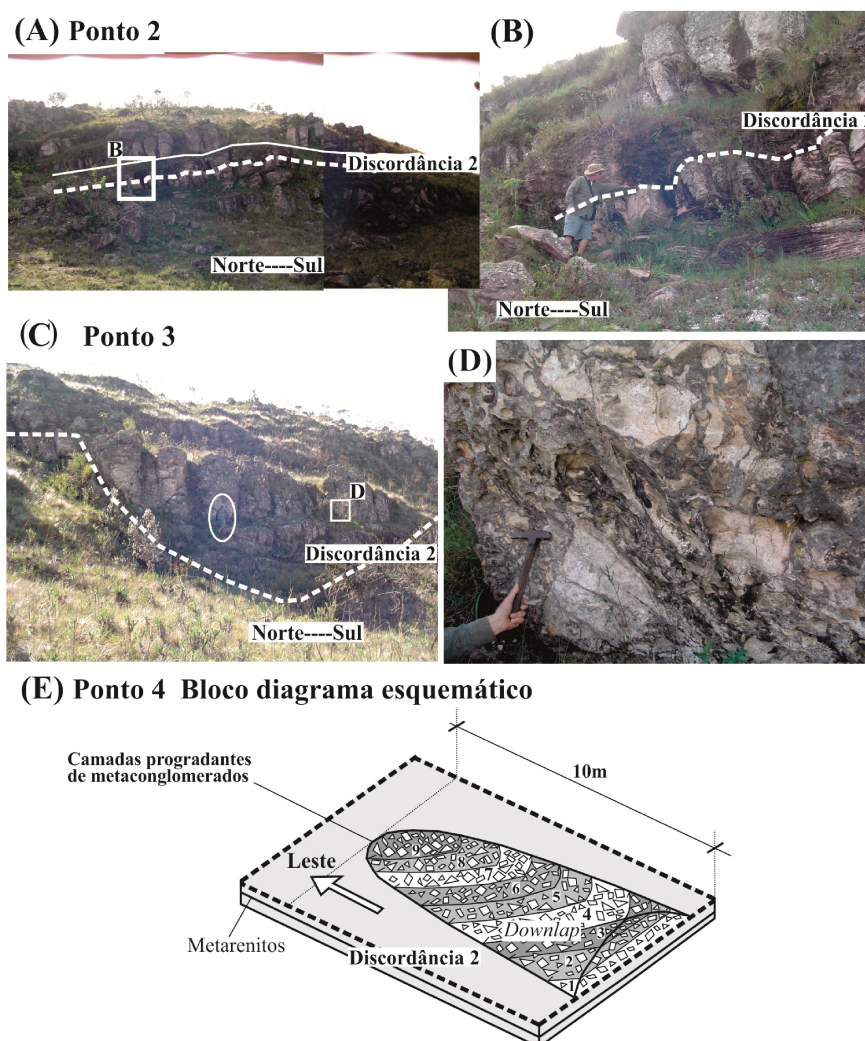 (A) Ponto 2
B
Discordância 2
Norte----Sul
(B)
Discordância
Norte----Sul
(C) Ponto 3
D
Discordância 2
Norte----Sul
(D)
(E) Ponto 4 Bloco diagrama esquemático
Camadas progradantes
de metaconglomerados
10m
Leste
9
8
7
6
5
4
Downlap
3
2
1
Metarenitos
Discordância 2